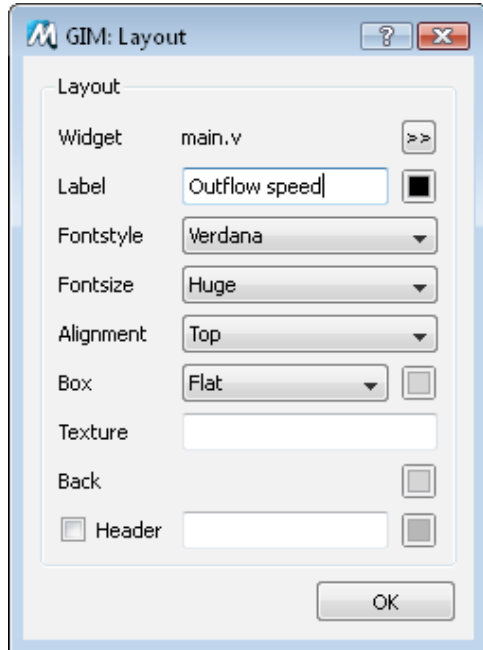 GIM: Layout
Layout
Widget main.v >>
Label Outflow speed
Fontstyle Verdana
Fontsize Huge
Alignment Top
Box Flat
Texture
Back
Header
OK